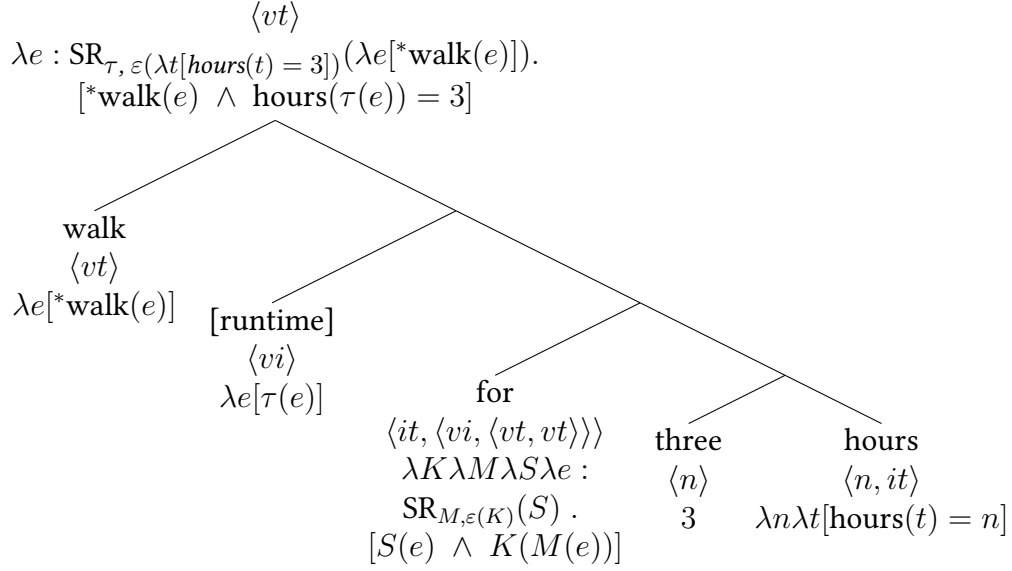 ⟨vt⟩
λe : SR_{τ, ε(λt[hours(t) = 3])}(λe[*walk(e)]).
[*walk(e) ∧ hours(τ(e)) = 3]
walk
⟨vt⟩
λe[*walk(e)]
[runtime]
⟨vi⟩
λe[τ(e)]
for
⟨it, ⟨vi, ⟨vt, vt⟩⟩⟩
λKλMλSλe :
SR_{M,ε(K)}(S) .
[S(e) ∧ K(M(e))]
three
⟨n⟩
3
hours
⟨n, it⟩
λnλt[hours(t) = n]